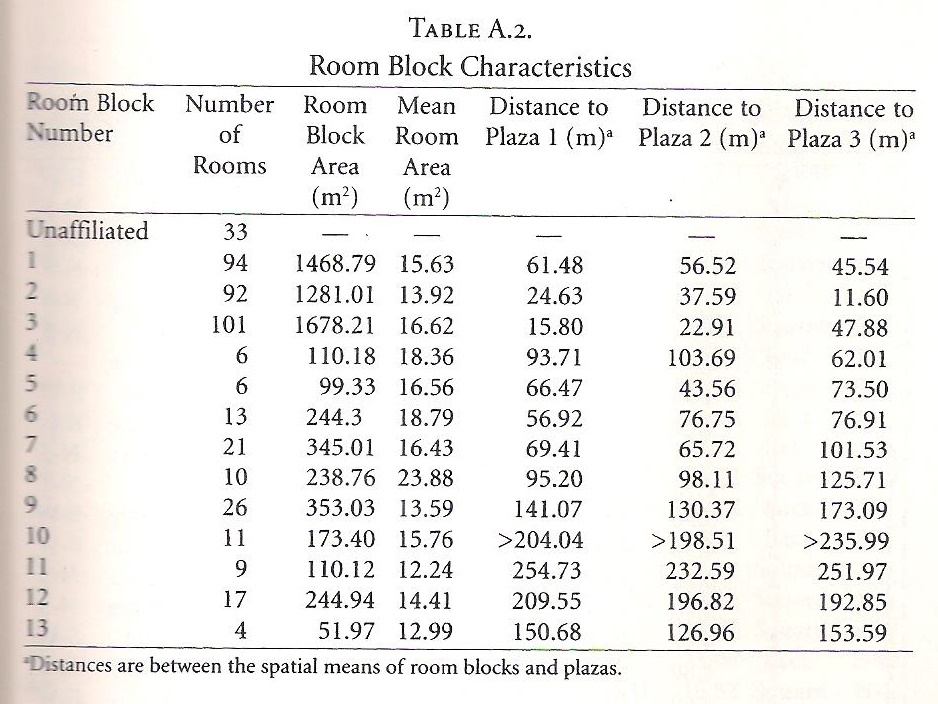 TABLE A.2.
Room Block Characteristics
Room Block Number Room Mean Distance to Distance to Distance to
Number of Block Room Plaza 1 (m)ᵃ Plaza 2 (m)ᵃ Plaza 3 (m)ᵃ
Rooms Area Area
(m²) (m²)
Unaffiliated 33 — — — — —
1 94 1468.79 15.63 61.48 56.52 45.54
2 92 1281.01 13.92 24.63 37.59 11.60
3 101 1678.21 16.62 15.80 22.91 47.88
4 6 110.18 18.36 93.71 103.69 62.01
5 6 99.33 16.56 66.47 43.56 73.50
6 13 244.3 18.79 56.92 76.75 76.91
7 21 345.01 16.43 69.41 65.72 101.53
8 10 238.76 23.88 95.20 98.11 125.71
9 26 353.03 13.59 141.07 130.37 173.09
10 11 173.40 15.76 >204.04 >198.51 >235.99
11 9 110.12 12.24 254.73 232.59 251.97
12 17 244.94 14.41 209.55 196.82 192.85
13 4 51.97 12.99 150.68 126.96 153.59
ᵃDistances are between the spatial means of room blocks and plazas.